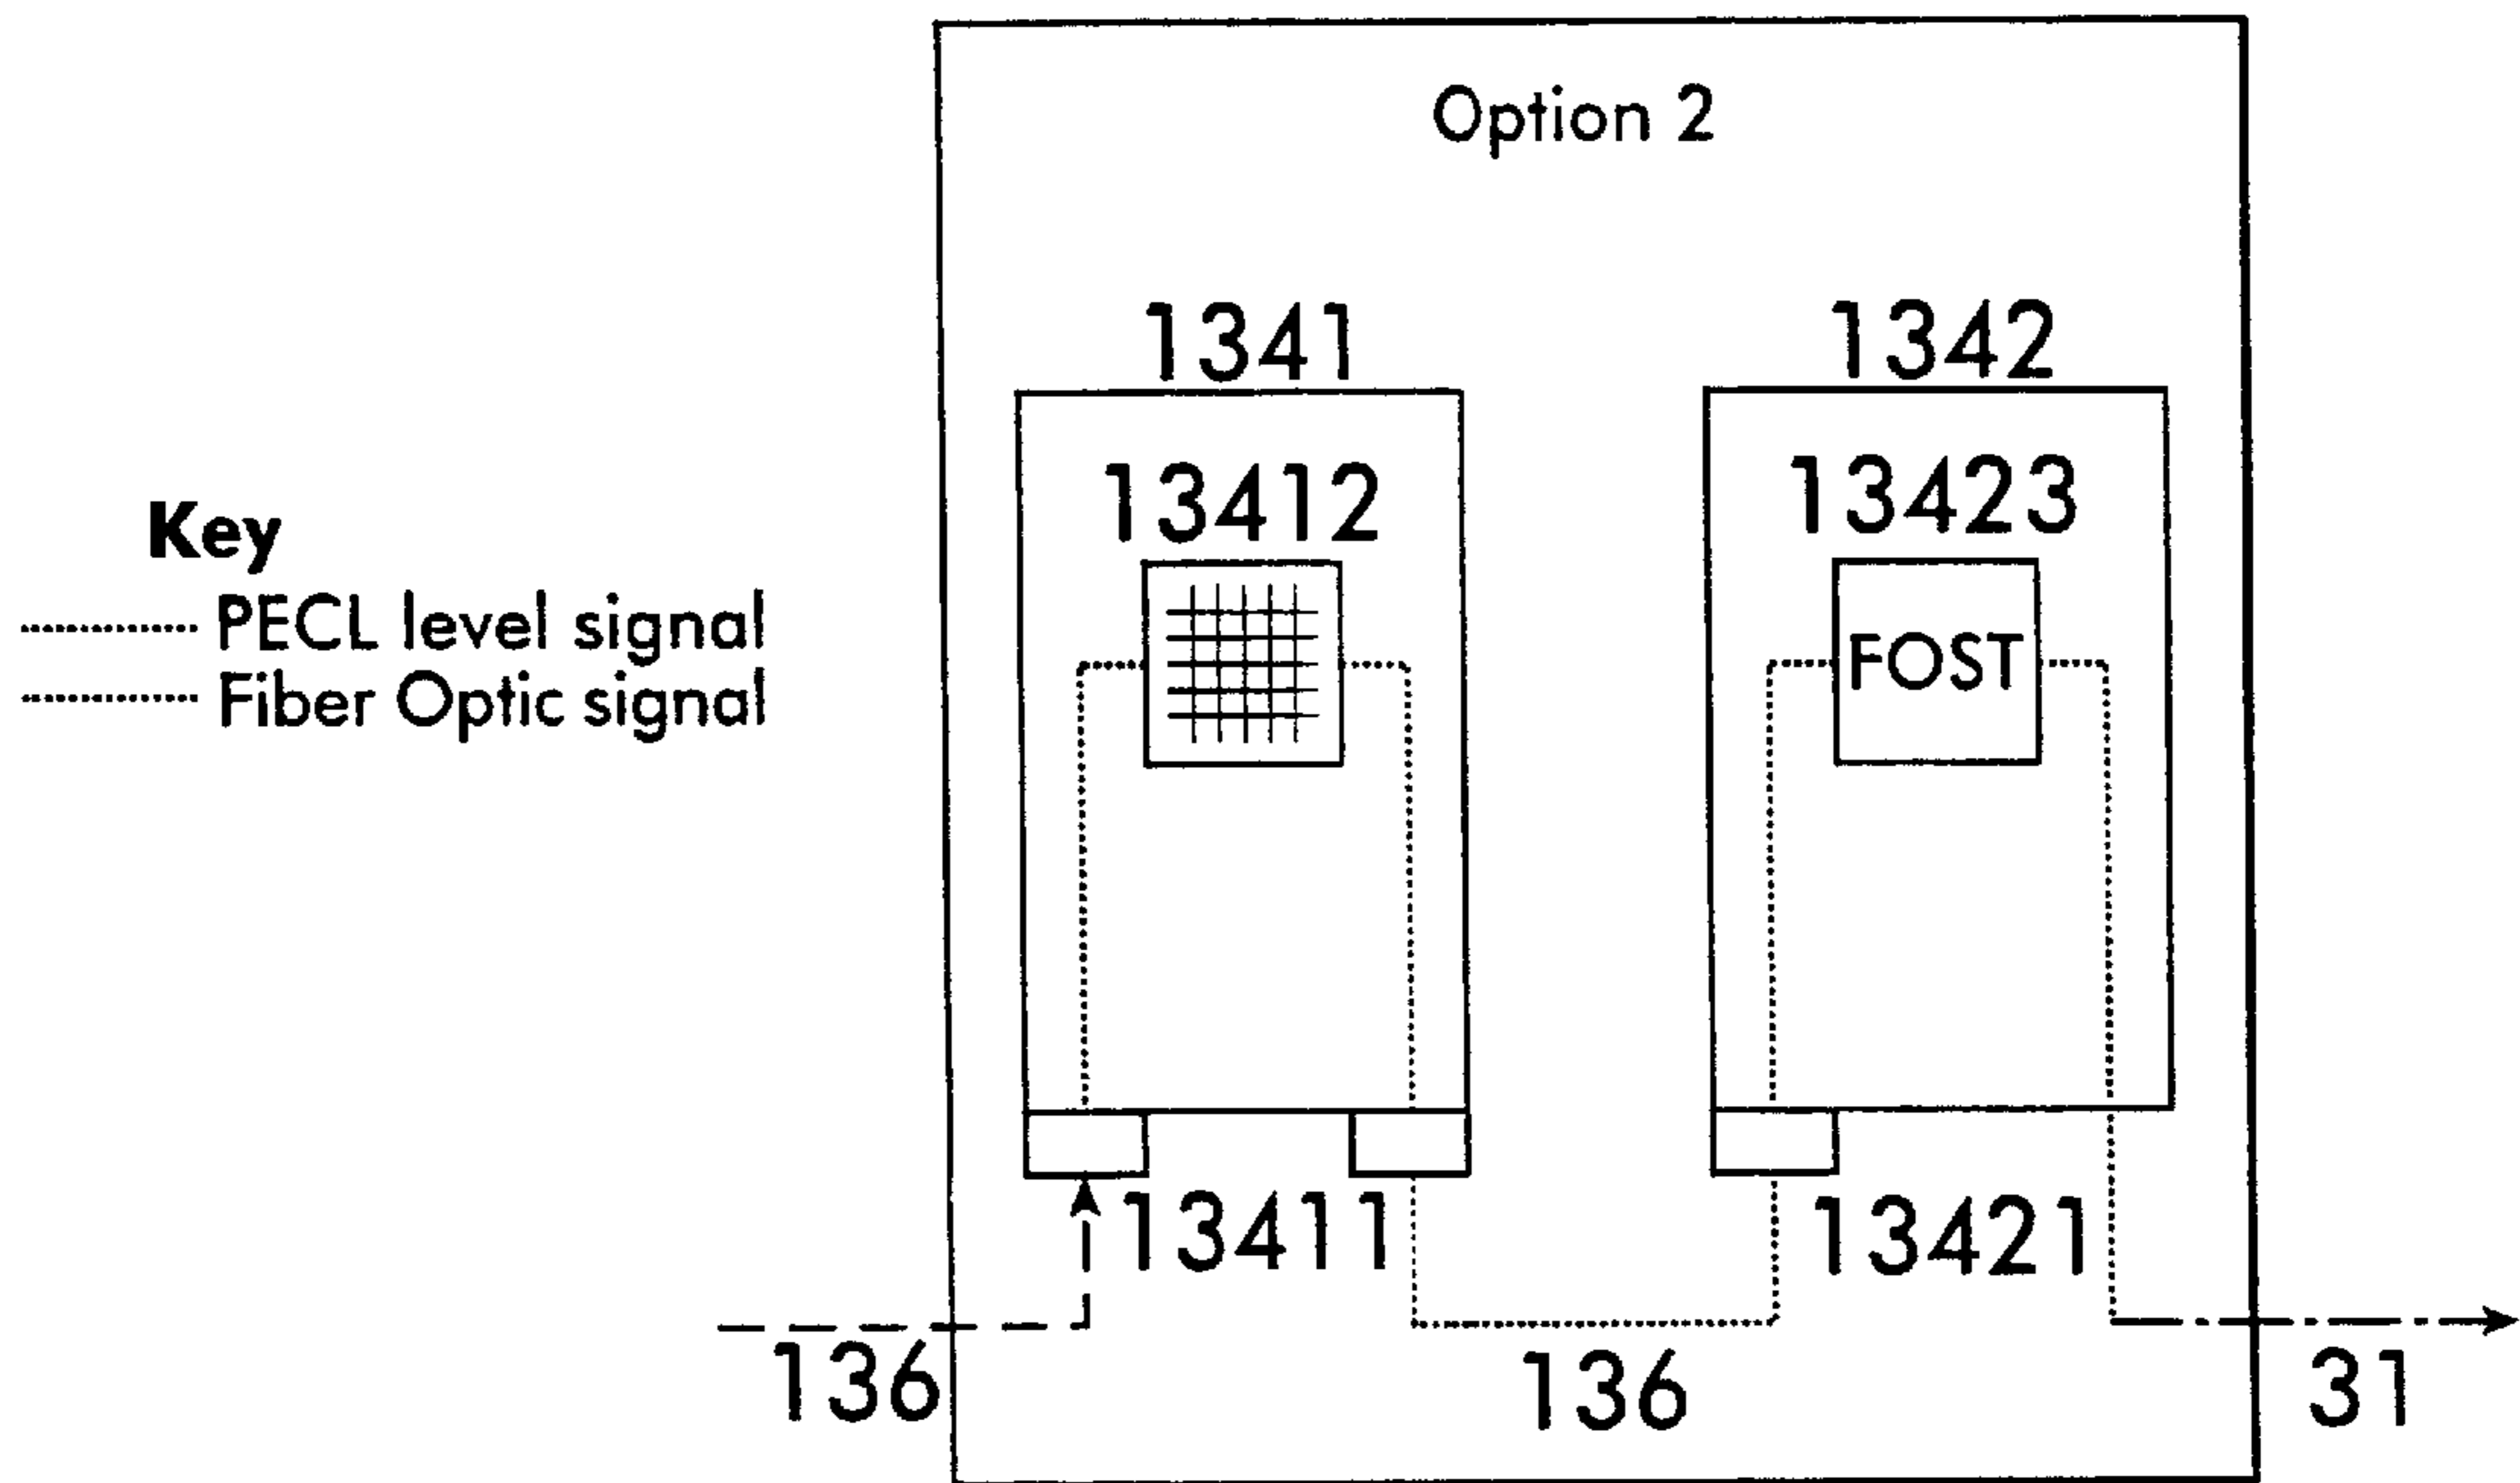 Option 2
1341
1342
13412
13423
Key
PECL level signal
Fiber Optic signal
FOST
13411
13421
136
136
31